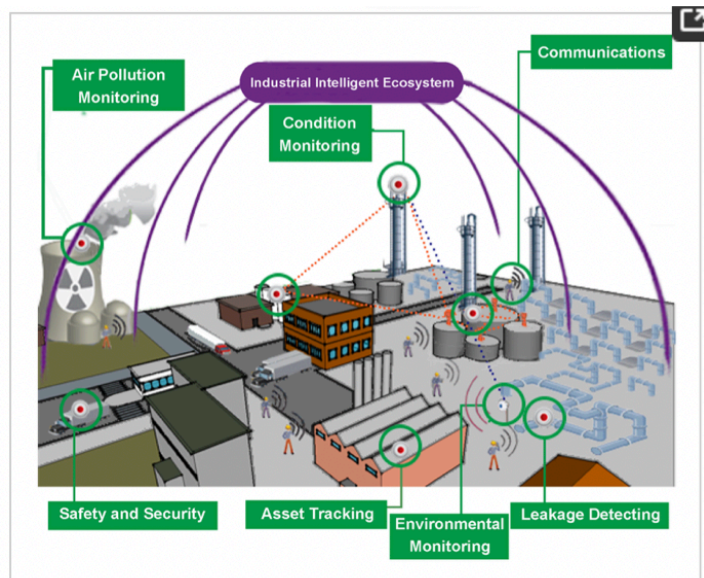 Communications
Air Pollution
Monitoring
Industrial Intelligent Ecosystem
Condition
Monitoring
Safety and Security
Asset Tracking
Environmental
Monitoring
Leakage Detecting